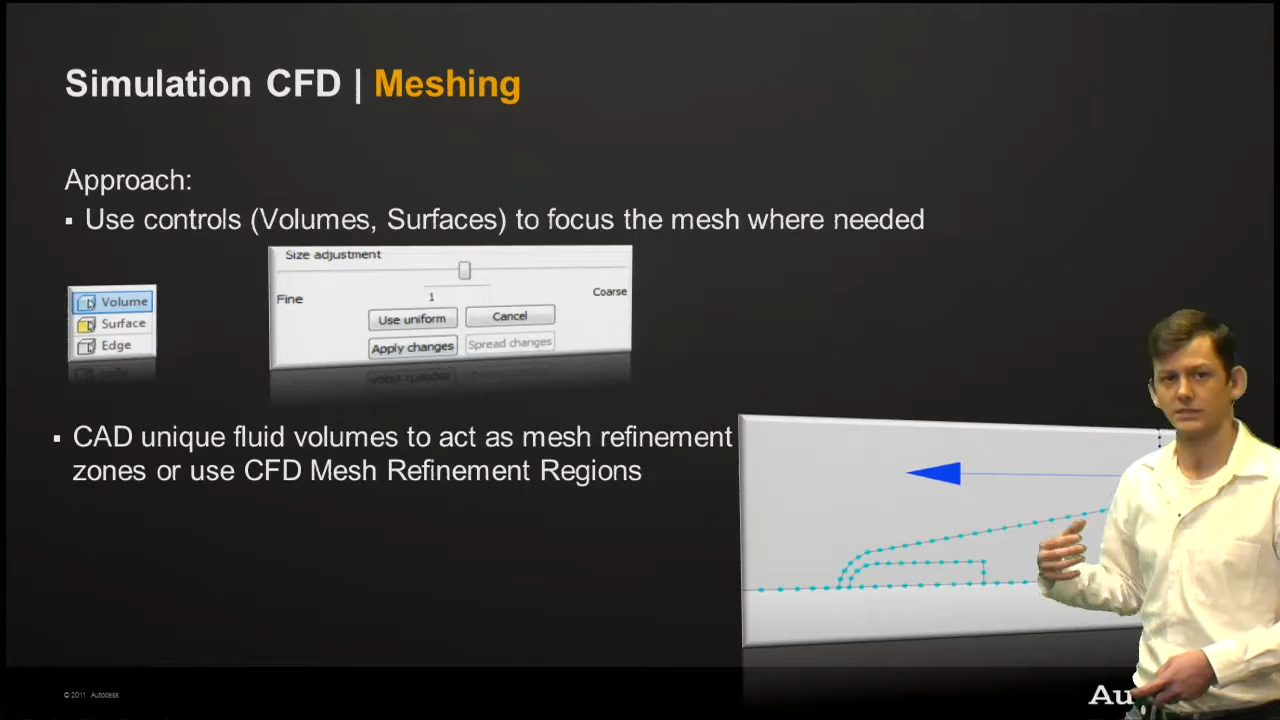 Simulation CFD | Meshing
Approach:
▪ Use controls (Volumes, Surfaces) to focus the mesh where needed
Size adjustment
Fine
1
Coarse
Use uniform
Cancel
Apply changes
Spread changes
Volume
Surface
Edge
▪ CAD unique fluid volumes to act as mesh refinement
zones or use CFD Mesh Refinement Regions
© 2011 Autodesk
Au